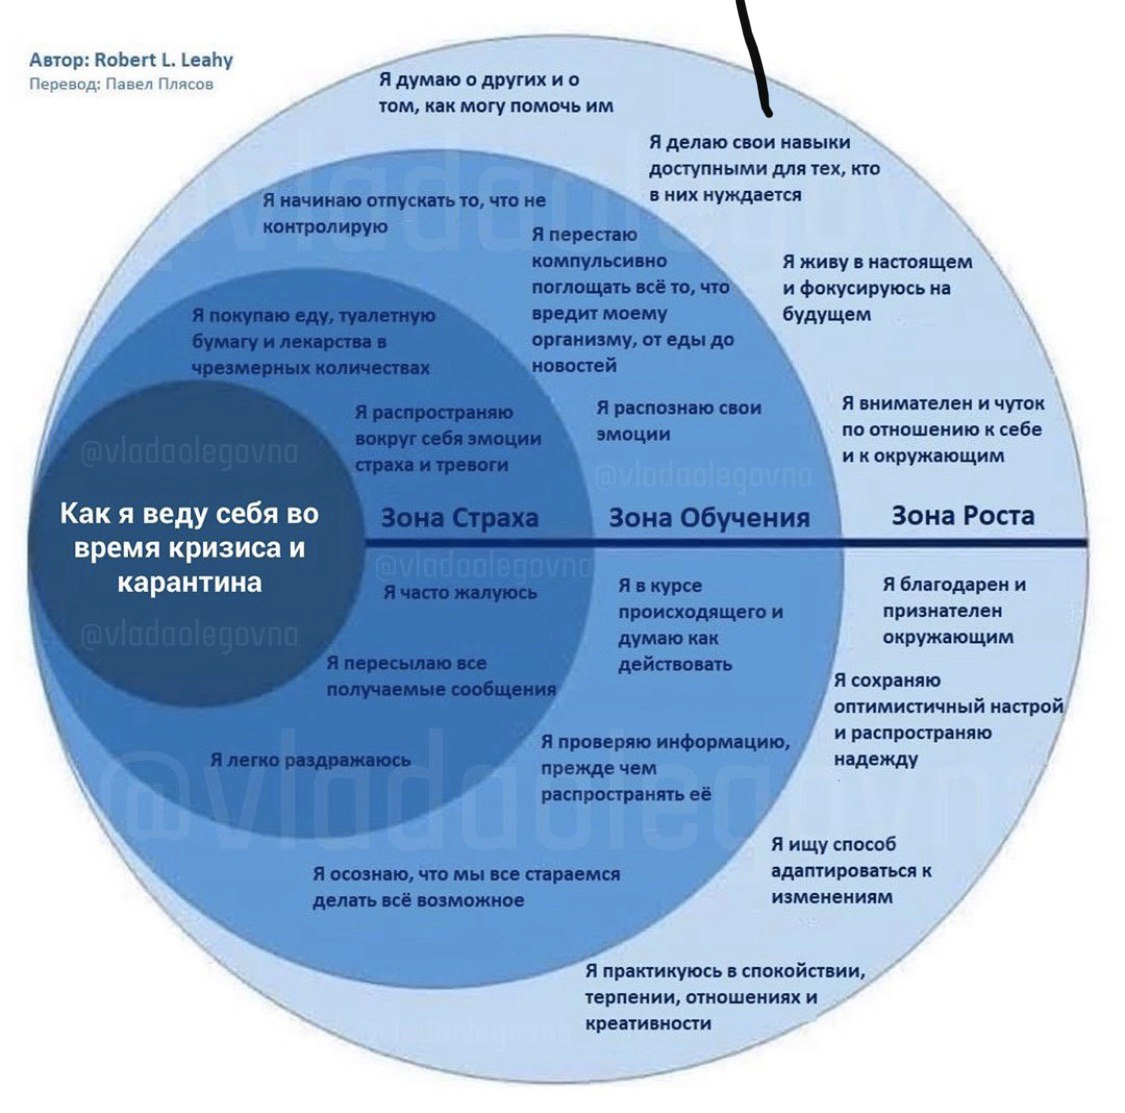 Автор: Robert L. Leahy
Перевод: Павел Плясов
Я думаю о других и о
том, как могу помочь им
Я делаю свои навыки
доступными для тех, кто
в них нуждается
Я начинаю отпускать то, что не
контролирую
Я перестаю
компульсивно
поглощать всё то, что
вредит моему
организму, от еды до
новостей
Я живу в настоящем
и фокусируюсь на
будущем
Я покупаю еду, туалетную
бумагу и лекарства в
чрезмерных количествах
Я распространяю
вокруг себя эмоции
страха и тревоги
Я распознаю свои
эмоции
Я внимателен и чуток
по отношению к себе
и к окружающим
@vladaolegovna
@vladaolegovna
Как я веду себя во
время кризиса и
карантина
Зона Страха
Зона Обучения
Зона Роста
@vladaolegovna
@vladaolegovna
Я часто жалуюсь
Я в курсе
происходящего и
думаю как
действовать
Я благодарен и
признателен
окружающим
Я пересылаю все
получаемые сообщения
Я сохраняю
оптимистичный настрой
и распространяю
надежду
Я легко раздражаюсь
Я проверяю информацию,
прежде чем
распространять её
@vladaolegovna
Я ищу способ
адаптироваться к
изменениям
Я осознаю, что мы все стараемся
делать всё возможное
Я практикуюсь в спокойствии,
терпении, отношениях и
креативности
@vladaolegovna